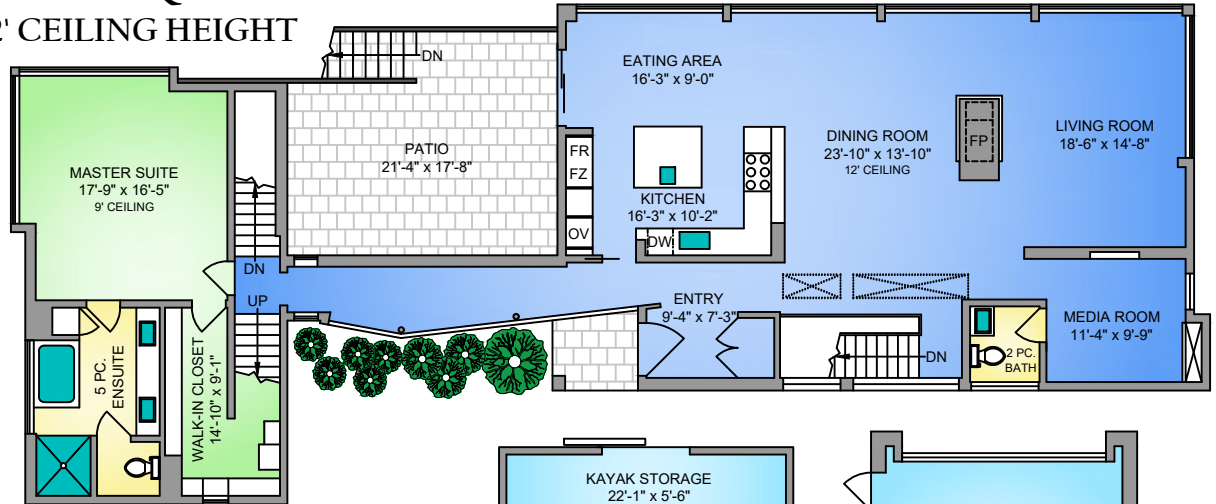 2' CEILING HEIGHT
DN
EATING AREA
16'-3" x 9'-0"
MASTER SUITE
17'-9" x 16'-5"
9' CEILING
PATIO
21'-4" x 17'-8"
FR
FZ
OV
KITCHEN
16'-3" x 10'-2"
DW
DINING ROOM
23'-10" x 13'-10"
12' CEILING
FP
LIVING ROOM
18'-6" x 14'-8"
DN
UP
ENTRY
9'-4" x 7'-3"
DN
2 PC.
BATH
MEDIA ROOM
11'-4" x 9'-9"
5 PC.
ENSUITE
WALK-IN CLOSET
14'-10" x 9'-1"
KAYAK STORAGE
22'-1" x 5'-6"